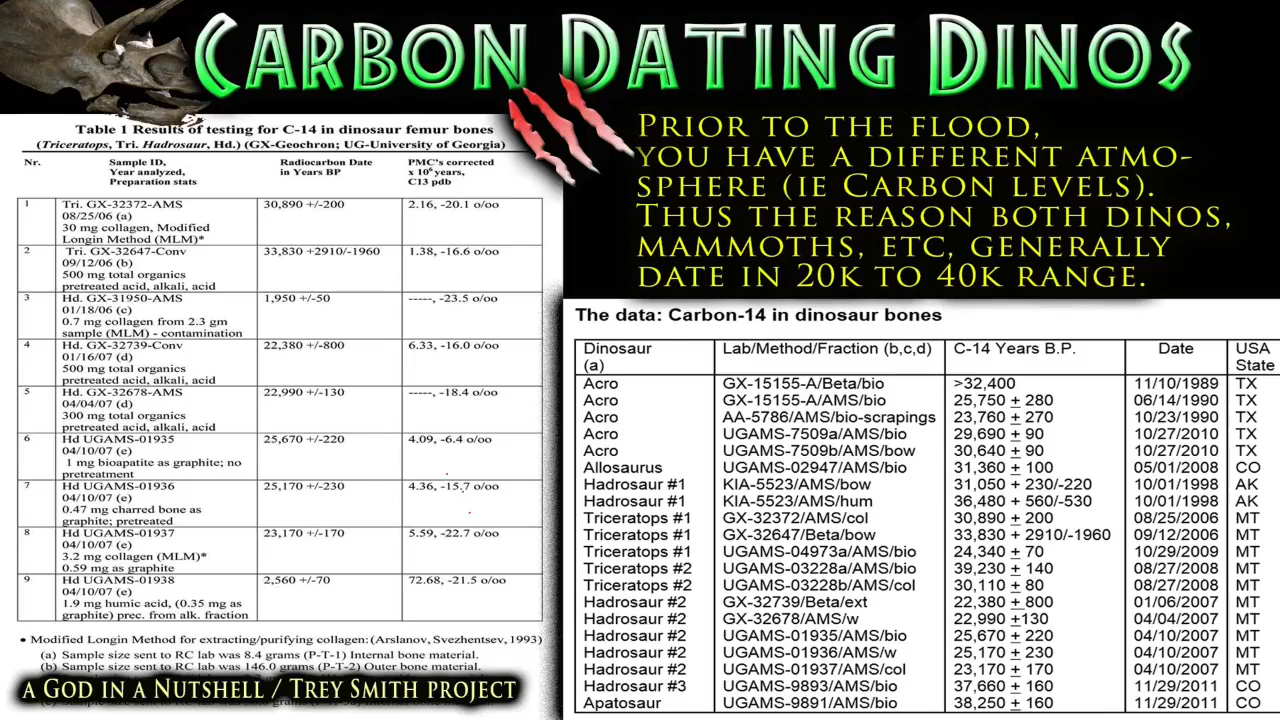 CARBON DATING DINOS
Table 1 Results of testing for C-14 in dinosaur femur bones
(Triceratops, Tri. Hadrosaur, Hd.) (GX-Geochron; UG-University of Georgia)
Nr. Sample ID, Radiocarbon Date PMC's corrected
Year analyzed, in Years BP x 10⁶ years,
Preparation stats C13 pdb
1 Tri. GX-32372-AMS 30,890 +/-200 2.16, -20.1 o/oo
08/25/06 (a)
30 mg collagen, Modified
Longin Method (MLM)*
2 Tri. GX-32647-Conv 33,830 +2910/-1960 1.38, -16.6 o/oo
09/12/06 (b)
500 mg total organics
pretreated acid, alkali, acid
3 Hd. GX-31950-AMS 1,950 +/-50 -----, -23.5 o/oo
01/18/06 (c)
0.7 mg collagen from 2.3 gm
sample (MLM) - contamination
4 Hd. GX-32739-Conv 22,380 +/-800 6.33, -16.0 o/oo
01/16/07 (d)
500 mg total organics
pretreated acid, alkali, acid
5 Hd. GX-32678-AMS 22,990 +/-130 -----, -18.4 o/oo
04/04/07 (d)
300 mg total organics
pretreated acid, alkali, acid
6 Hd UGAMS-01935 25,670 +/-220 4.09, -6.4 o/oo
04/10/07 (e)
1 mg bioapatite as graphite; no
pretreatment
7 Hd UGAMS-01936 25,170 +/-230 4.36, -15.7 o/oo
04/10/07 (e)
0.47 mg charred bone as
graphite; pretreated
8 Hd UGAMS-01937 23,170 +/-170 5.59, -22.7 o/oo
04/10/07 (e)
3.2 mg collagen (MLM)*
0.59 mg as graphite
9 Hd UGAMS-01938 2,560 +/-70 72.68, -21.5 o/oo
04/10/07 (e)
1.9 mg humic acid, (0.35 mg as
graphite) prec. from alk. fraction
• Modified Longin Method for extracting/purifying collagen: (Arslanov, Svezhentsev, 1993)
(a) Sample size sent to RC lab was 8.4 grams (P-T-1) Internal bone material.
(b) Sample size sent to RC lab was 146.0 grams (P-T-2) Outer bone material.
A GOD IN A NUTSHELL / TREY SMITH PROJECT
PRIOR TO THE FLOOD,
YOU HAVE A DIFFERENT ATMO-
SPHERE (IE CARBON LEVELS).
THUS THE REASON BOTH DINOS,
MAMMOTHS, ETC, GENERALLY
DATE IN 20K TO 40K RANGE.
The data: Carbon-14 in dinosaur bones
Dinosaur Lab/Method/Fraction (b,c,d) C-14 Years B.P. Date USA
(a) State
Acro GX-15155-A/Beta/bio >32,400 11/10/1989 TX
Acro GX-15155-A/AMS/bio 25,750 ± 280 06/14/1990 TX
Acro AA-5786/AMS/bio-scrapings 23,760 ± 270 10/23/1990 TX
Acro UGAMS-7509a/AMS/bio 29,690 ± 90 10/27/2010 TX
Acro UGAMS-7509b/AMS/bow 30,640 ± 90 10/27/2010 TX
Allosaurus UGAMS-02947/AMS/bio 31,360 ± 100 05/01/2008 CO
Hadrosaur #1 KIA-5523/AMS/bow 31,050 + 230/-220 10/01/1998 AK
Hadrosaur #1 KIA-5523/AMS/hum 36,480 + 560/-530 10/01/1998 AK
Triceratops #1 GX-32372/AMS/col 30,890 ± 200 08/25/2006 MT
Triceratops #1 GX-32647/Beta/bow 33,830 + 2910/-1960 09/12/2006 MT
Triceratops #1 UGAMS-04973a/AMS/bio 24,340 ± 70 10/29/2009 MT
Triceratops #2 UGAMS-03228a/AMS/bio 39,230 ± 140 08/27/2008 MT
Triceratops #2 UGAMS-03228b/AMS/col 30,110 ± 80 08/27/2008 MT
Hadrosaur #2 GX-32739/Beta/ext 22,380 ± 800 01/06/2007 MT
Hadrosaur #2 GX-32678/AMS/w 22,990 ±130 04/04/2007 MT
Hadrosaur #2 UGAMS-01935/AMS/bio 25,670 ± 220 04/10/2007 MT
Hadrosaur #2 UGAMS-01936/AMS/w 25,170 ± 230 04/10/2007 MT
Hadrosaur #2 UGAMS-01937/AMS/col 23,170 ± 170 04/10/2007 MT
Hadrosaur #3 UGAMS-9893/AMS/bio 37,660 ± 160 11/29/2011 CO
Apatosaur UGAMS-9891/AMS/bio 38,250 ± 160 11/29/2011 CO